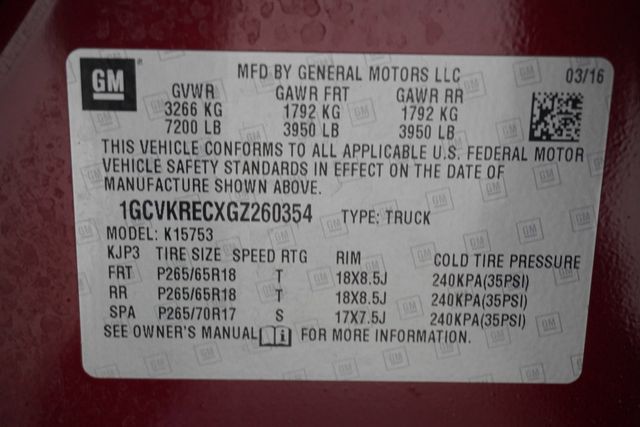 GM MFD BY GENERAL MOTORS LLC 03/16
GVWR GAWR FRT GAWR RR
3266 KG 1792 KG 1792 KG
7200 LB 3950 LB 3950 LB
THIS VEHICLE CONFORMS TO ALL APPLICABLE U.S. FEDERAL MOTOR
VEHICLE SAFETY STANDARDS IN EFFECT ON THE DATE OF
MANUFACTURE SHOWN ABOVE.
1GCVKRECXGZ260354 TYPE: TRUCK
MODEL: K15753
KJP3 TIRE SIZE SPEED RTG RIM COLD TIRE PRESSURE
FRT P265/65R18 T 18X8.5J 240KPA(35PSI)
RR P265/65R18 T 18X8.5J 240KPA(35PSI)
SPA P265/70R17 S 17X7.5J 240KPA(35PSI)
SEE OWNER'S MANUAL i FOR MORE INFORMATION.